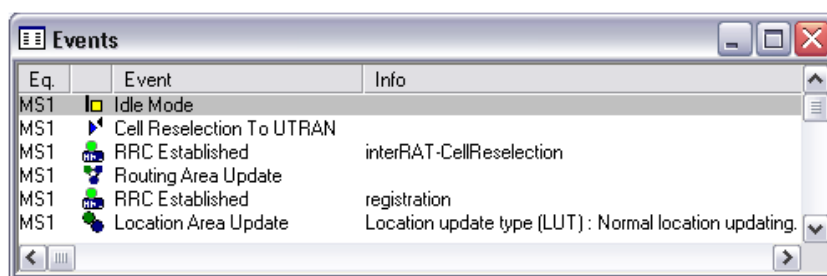 Events
Eq. Event Info
MS1 Idle Mode
MS1 Cell Reselection To UTRAN
MS1 RRC Established interRAT-CellReselection
MS1 Routing Area Update
MS1 RRC Established registration
MS1 Location Area Update Location update type (LUT) : Normal location updating.